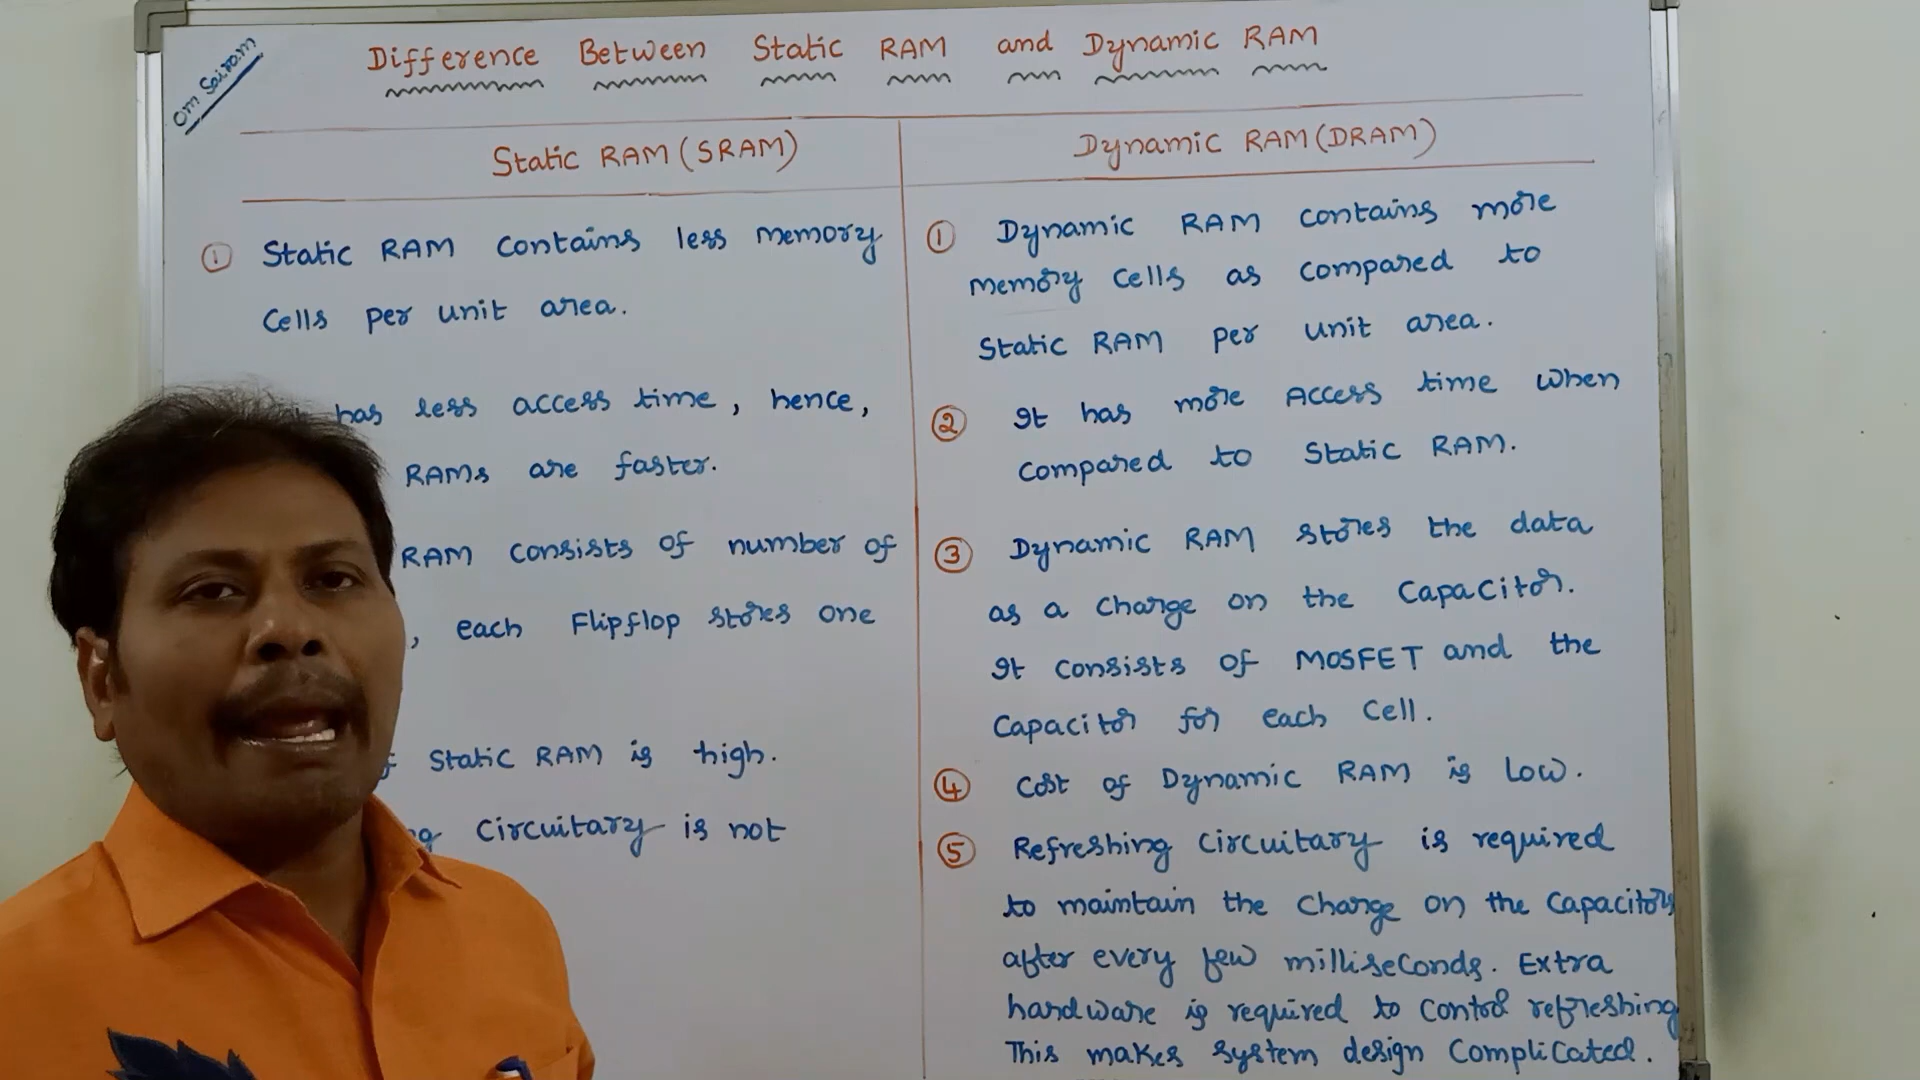 Om Sairam
Difference Between Static RAM and Dynamic RAM
Static RAM (SRAM)
① Static RAM contains less memory
Cells per unit area.
has less access time, hence,
RAMs are faster.
RAM consists of number of
, each Flipflop stores one
Static RAM is high.
Circuitary is not
Dynamic RAM (DRAM)
① Dynamic RAM contains more
memory cells as compared to
Static RAM per unit area.
② It has more Access time when
compared to Static RAM.
③ Dynamic RAM stores the data
as a charge on the Capacitor.
It consists of MOSFET and the
Capacitor for each Cell.
④ Cost of Dynamic RAM is Low.
⑤ Refreshing Circuitary is required
to maintain the charge on the Capacitors
after every few milliseconds. Extra
hardware is required to control refreshing
This makes system design Complicated.